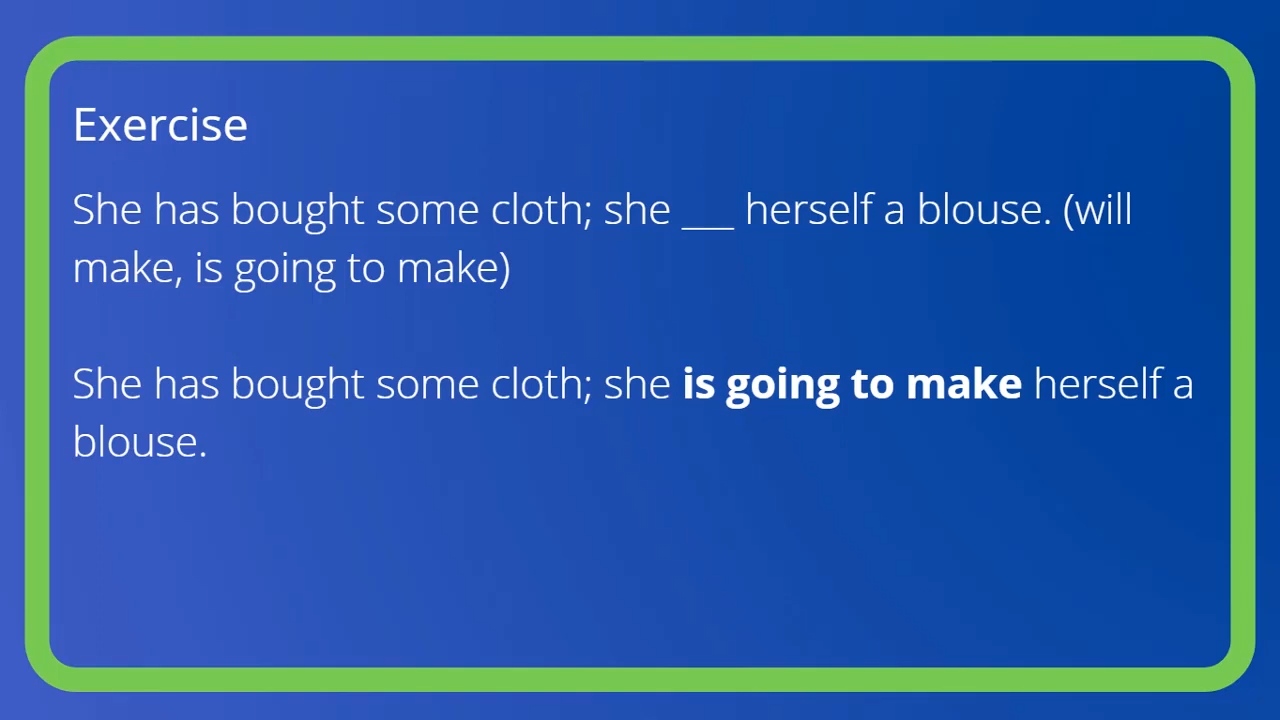 Exercise
She has bought some cloth; she ___ herself a blouse. (will
make, is going to make)
She has bought some cloth; she is going to make herself a
blouse.